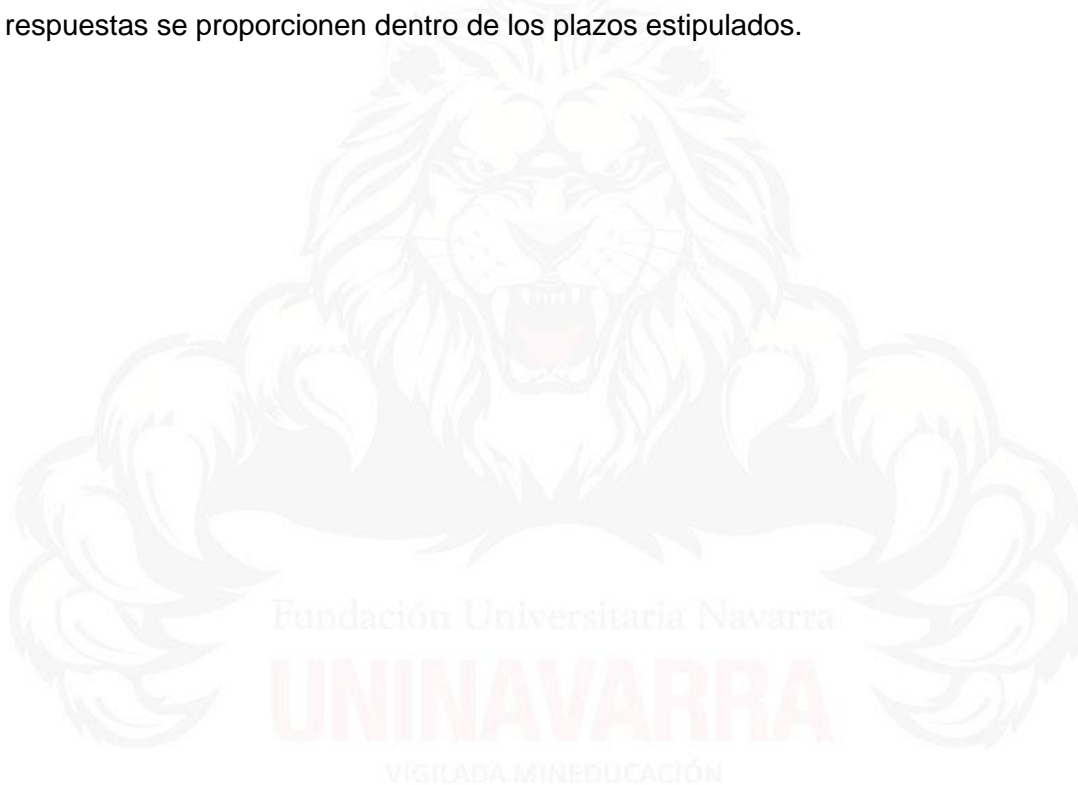 respuestas se proporcionen dentro de los plazos estipulados.
Fundación Universitaria Navarra
UNINAVARRA
VIGILADA MINEDUCACIÓN